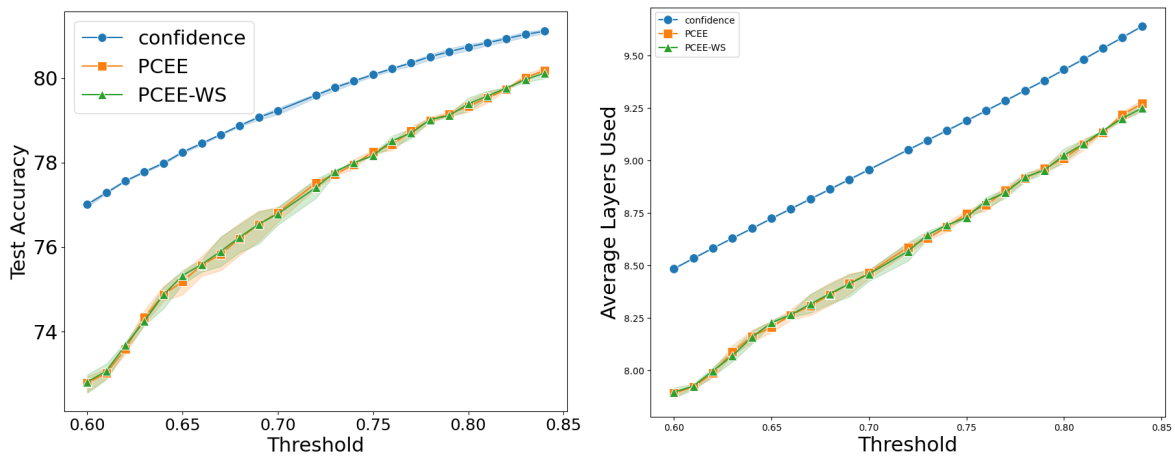 confidence
PCEE
PCEE-WS
Test Accuracy
80
78
76
74
0.60 0.65 0.70 0.75 0.80 0.85
Threshold
confidence
PCEE
PCEE-WS
Average Layers Used
9.50
9.25
9.00
8.75
8.50
8.25
8.00
0.60 0.65 0.70 0.75 0.80 0.85
Threshold